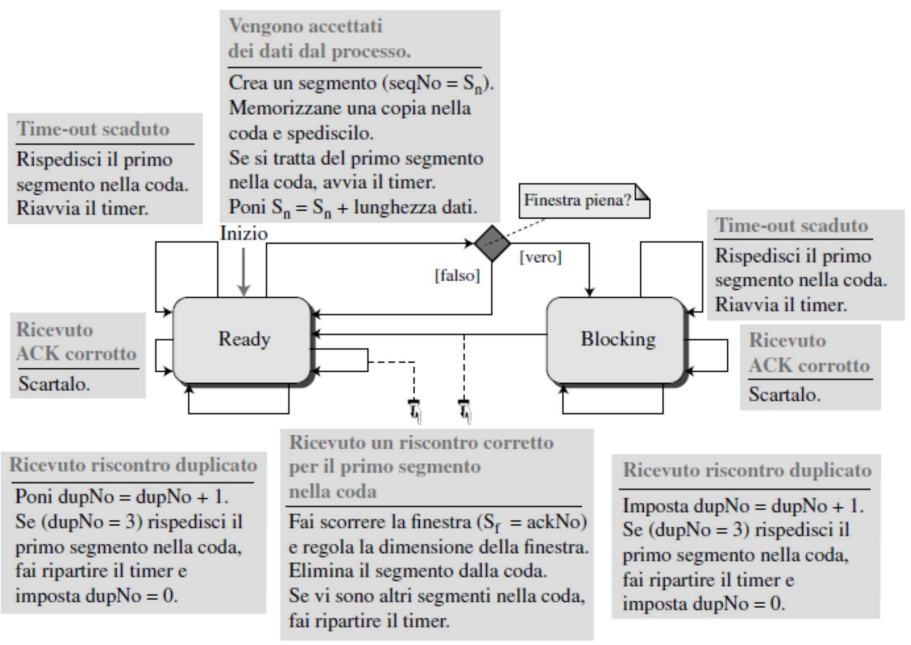 Vengono accettati
dei dati dal processo.
Crea un segmento (seqNo = Sn).
Memorizzane una copia nella
coda e spediscilo.
Se si tratta del primo segmento
nella coda, avvia il timer.
Poni Sn = Sn + lunghezza dati.
Time-out scaduto
Rispedisci il primo
segmento nella coda.
Riavvia il timer.
Inizio
Finestra piena?
[falso]
[vero]
Time-out scaduto
Rispedisci il primo
segmento nella coda.
Riavvia il timer.
Ricevuto
ACK corrotto
Scartalo.
Ready
Blocking
Ricevuto
ACK corrotto
Scartalo.
Ricevuto riscontro duplicato
Poni dupNo = dupNo + 1.
Se (dupNo = 3) rispedisci il
primo segmento nella coda,
fai ripartire il timer e
imposta dupNo = 0.
Ricevuto un riscontro corretto
per il primo segmento
nella coda
Fai scorrere la finestra (Sf = ackNo)
e regola la dimensione della finestra.
Elimina il segmento dalla coda.
Se vi sono altri segmenti nella coda,
fai ripartire il timer.
Ricevuto riscontro duplicato
Imposta dupNo = dupNo + 1.
Se (dupNo = 3) rispedisci il
primo segmento nella coda,
fai ripartire il timer e
imposta dupNo = 0.